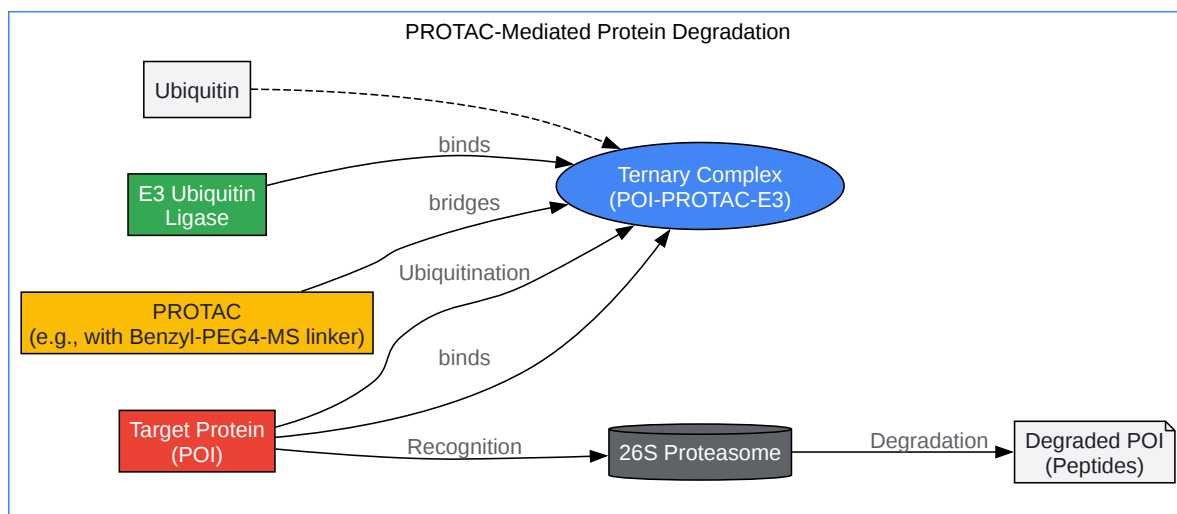 PROTAC-Mediated Protein Degradation
Ubiquitin
binds
E3 Ubiquitin
Ligase
Ternary Complex
(POI-PROTAC-E3)
bridges
Ubiquitination
PROTAC
(e.g., with Benzyl-PEG4-MS linker)
binds
Target Protein
(POI)
Recognition
26S Proteasome
Degradation
Degraded POI
(Peptides)